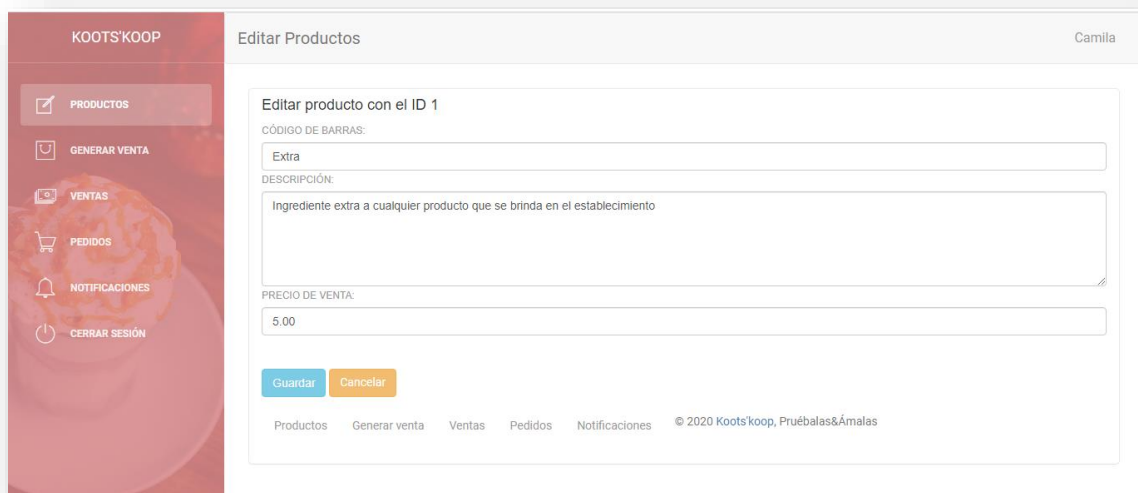 KOOTS'KOOP
PRODUCTOS
GENERAR VENTA
VENTAS
PEDIDOS
NOTIFICACIONES
CERRAR SESIÓN
Editar Productos
Camila
Editar producto con el ID 1
CÓDIGO DE BARRAS:
Extra
DESCRIPCIÓN:
Ingrediente extra a cualquier producto que se brinda en el establecimiento
PRECIO DE VENTA:
5.00
Guardar Cancelar
Productos Generar venta Ventas Pedidos Notificaciones © 2020 Koots'koop, Pruébalas&Ámalas